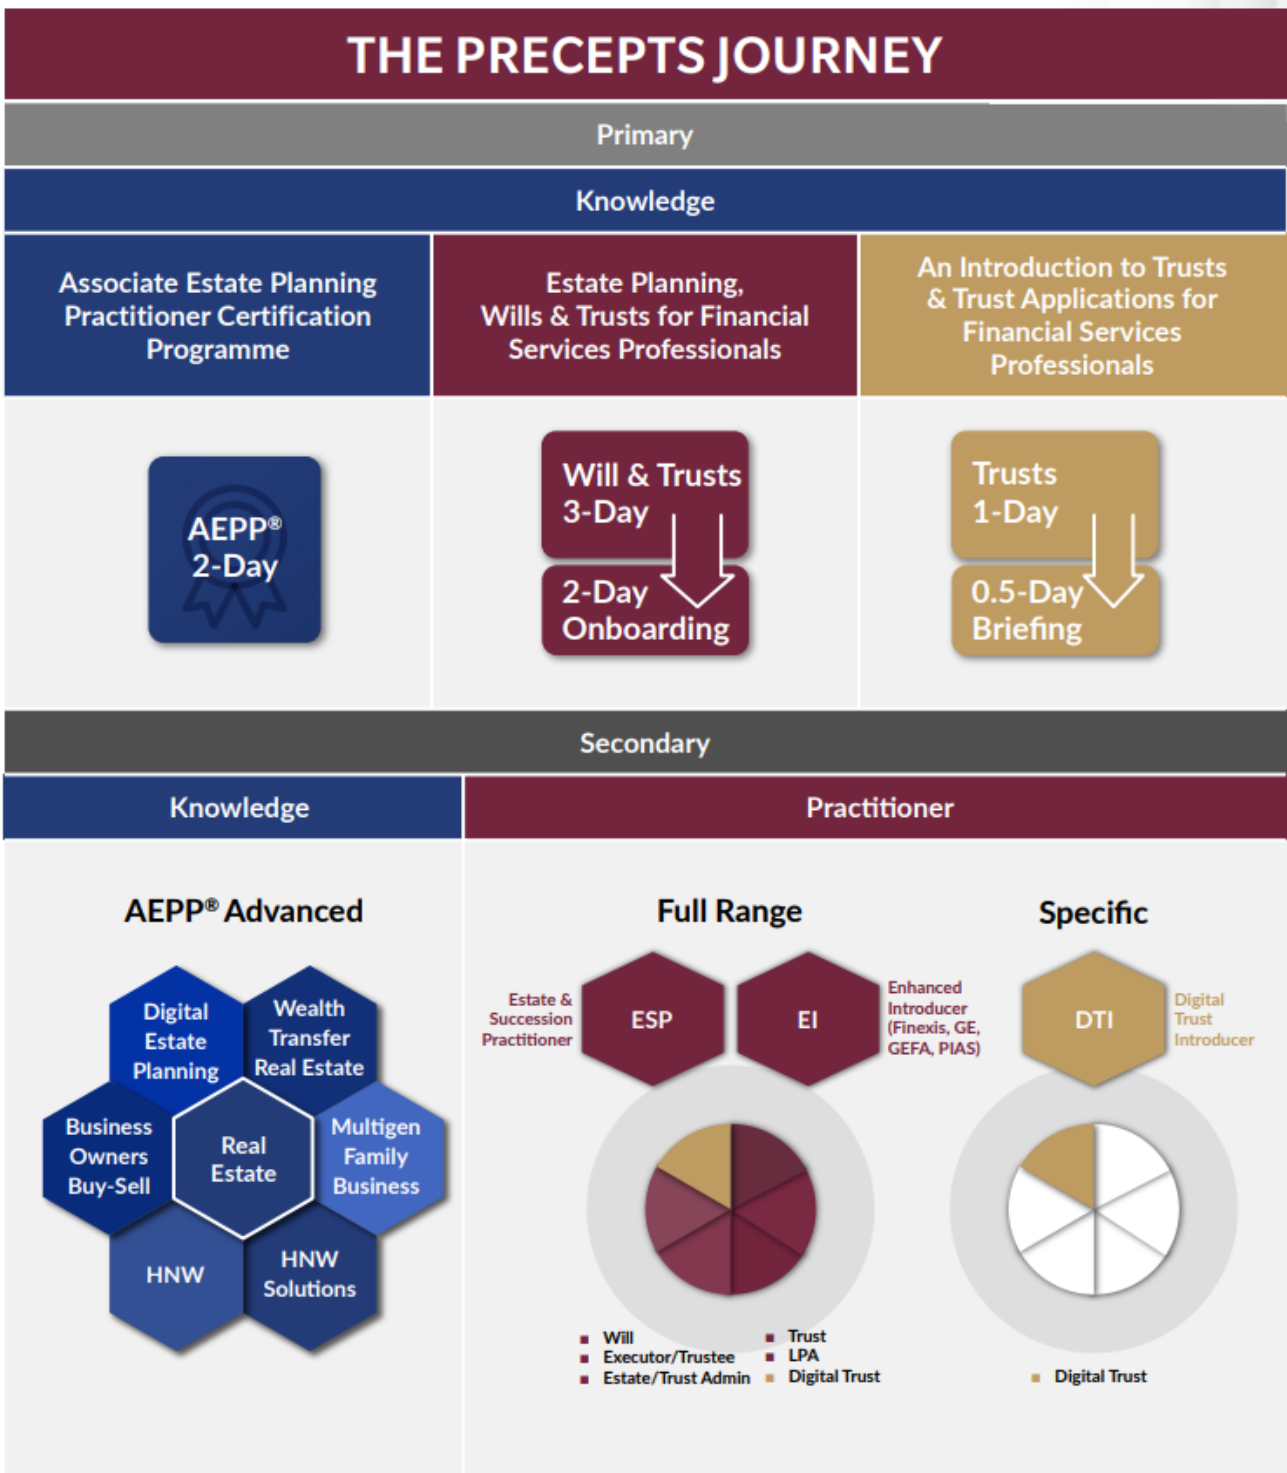 THE PRECEPTS JOURNEY
Primary
Knowledge
Associate Estate Planning
Practitioner Certification
Programme
Estate Planning,
Wills & Trusts for Financial
Services Professionals
An Introduction to Trusts
& Trust Applications for
Financial Services
Professionals
AEPP®
2-Day
Will & Trusts
3-Day
2-Day
Onboarding
Trusts
1-Day
0.5-Day
Briefing
Secondary
Knowledge
Practitioner
AEPP® Advanced
Digital
Estate
Planning
Wealth
Transfer
Real Estate
Business
Owners
Buy-Sell
Real
Estate
Multigen
Family
Business
HNW
HNW
Solutions
Full Range
Estate &
Succession
Practitioner
ESP
EI
Enhanced
Introducer
(Finexis, GE,
GEFA, PIAS)
Will
Executor/Trustee
Estate/Trust Admin
Trust
LPA
Digital Trust
Specific
DTI
Digital
Trust
Introducer
Digital Trust